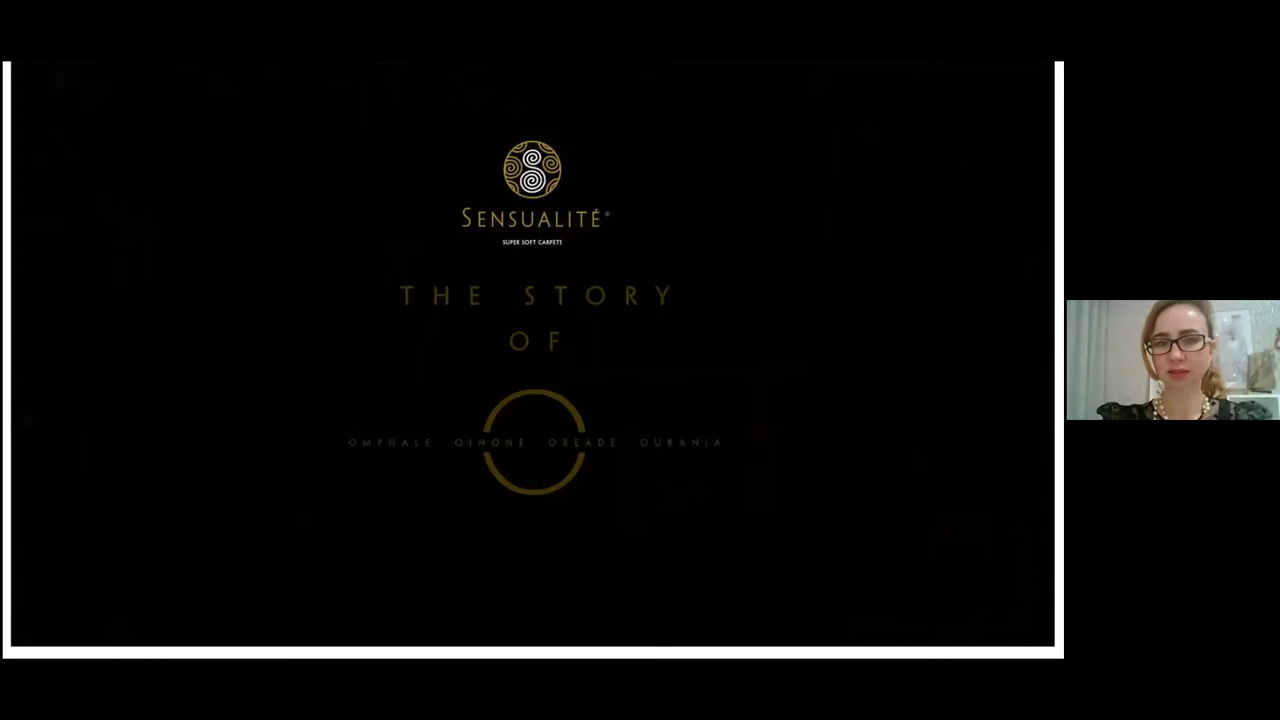 SENSUALITÉ®
SUPER SOFT CARPETS
THE STORY
OF
OMPHALE OINONE OREADE OURANIA